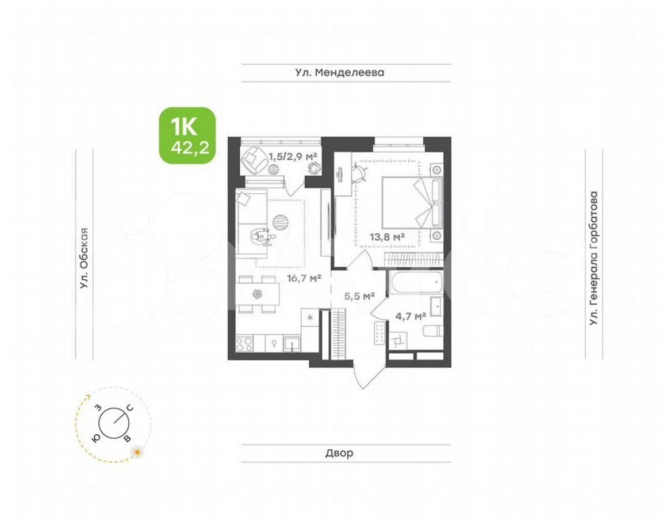 Ул. Менделеева
1К
42,2
1,5/2,9 м²
13,8 м²
Ул. Обская
Ул. Генерала Горбатова
16,7 м²
5,5 м²
4,7 м²
З
С
Ю
В
Двор